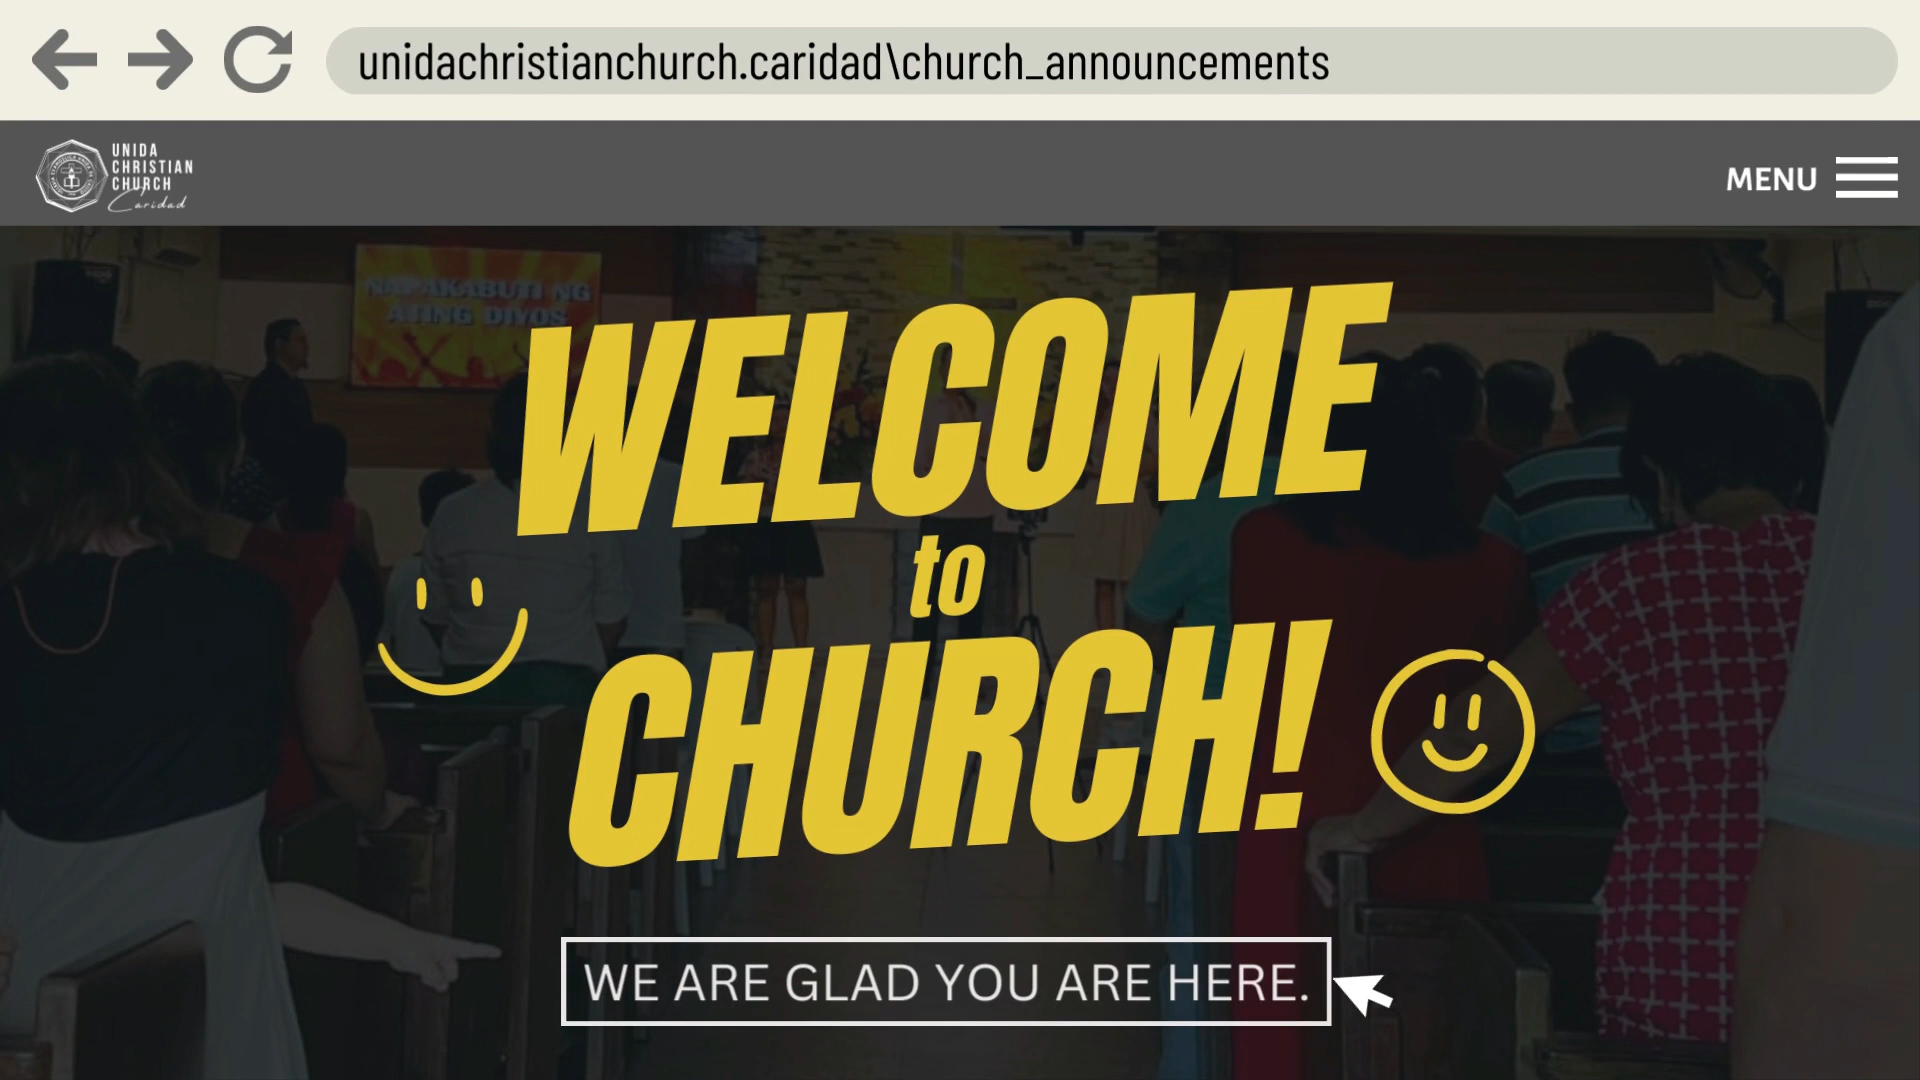 unidachristianchurch.caridad\church_announcements
UNIDA
CHRISTIAN
CHURCH
Caridad
MENU
NAPAKABUTI NG
ATING DIYOS
WELCOME
to
CHURCH!
WE ARE GLAD YOU ARE HERE.